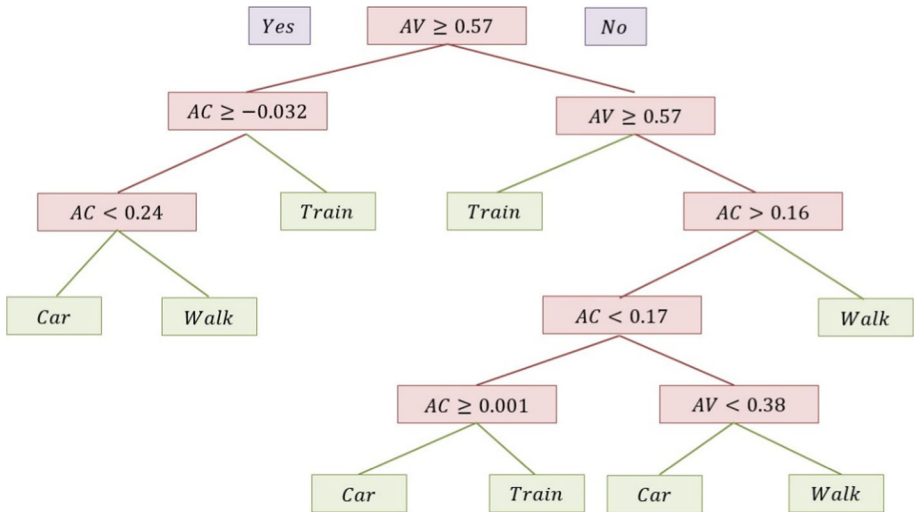 Yes
AV ≥ 0.57
No
AC ≥ −0.032
AV ≥ 0.57
AC < 0.24
Train
Train
AC > 0.16
Car
Walk
AC < 0.17
Walk
AC ≥ 0.001
AV < 0.38
Car
Train
Car
Walk